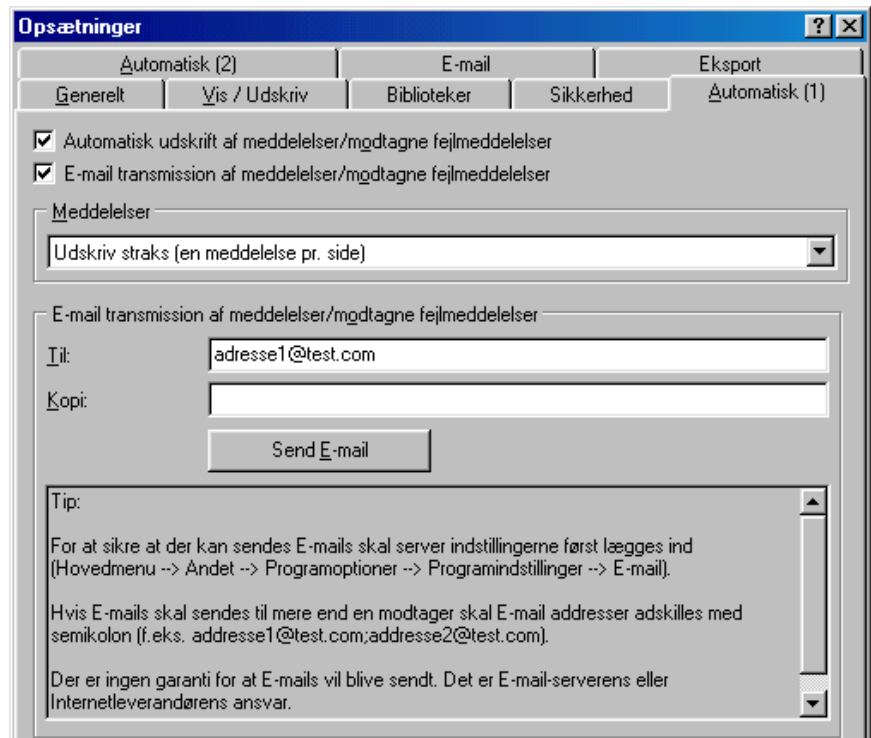 Opsætninger
Automatisk (2) E-mail Eksport
Generelt Vis / Udskriv Biblioteker Sikkerhed Automatisk (1)
Automatisk udskrift af meddelelser/modtagne fejlmeddelelser
E-mail transmission af meddelelser/modtagne fejlmeddelelser
Meddelelser
Udskriv straks (en meddelelse pr. side)
E-mail transmission af meddelelser/modtagne fejlmeddelelser
Til: adresse1@test.com
Kopi:
Send E-mail
Tip:
For at sikre at der kan sendes E-mails skal server indstillingerne først lægges ind
(Hovedmenu --> Andet --> Programoptioner --> Programindstillinger --> E-mail).
Hvis E-mails skal sendes til mere end en modtager skal E-mail addresser adskilles med
semikolon (f.eks. addresse1@test.com;addresse2@test.com).
Der er ingen garanti for at E-mails vil blive sendt. Det er E-mail-serverens eller
Internetleverandørens ansvar.